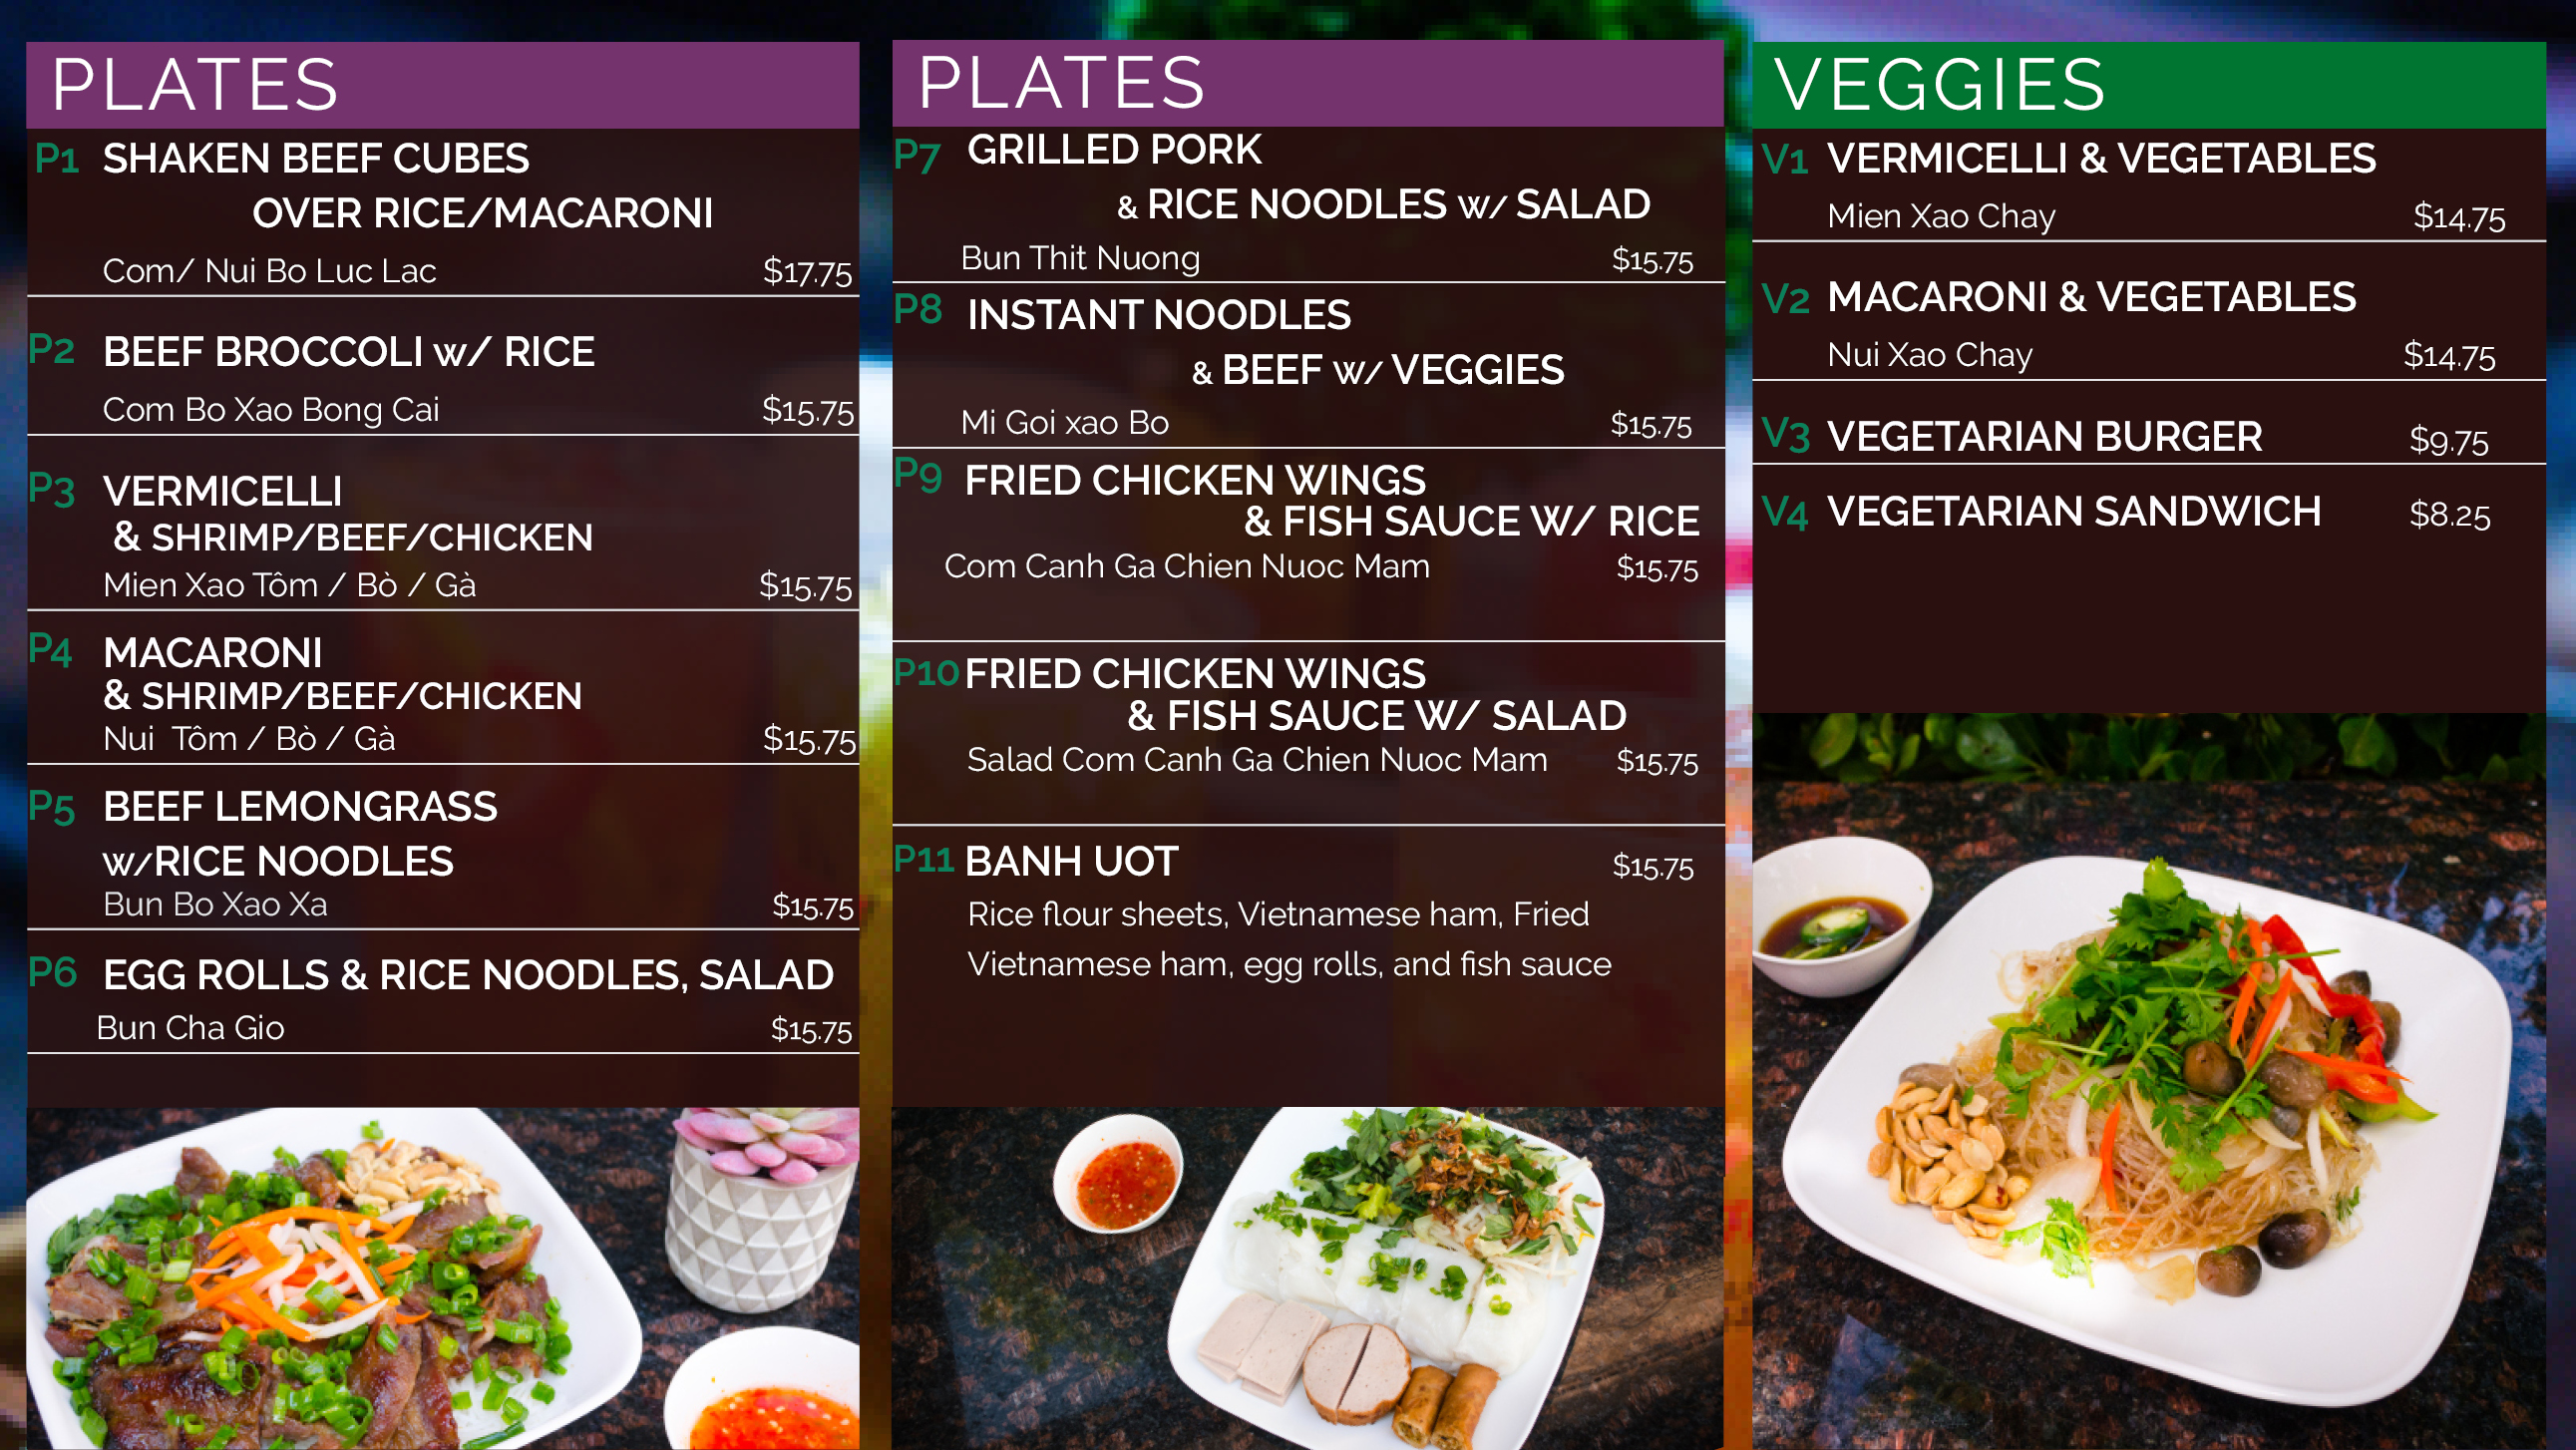 PLATES
P1 SHAKEN BEEF CUBES
OVER RICE/MACARONI
Com/ Nui Bo Luc Lac $17.75
P2 BEEF BROCCOLI w/ RICE
Com Bo Xao Bong Cai $15.75
P3 VERMICELLI
& SHRIMP/BEEF/CHICKEN
Mien Xao Tôm / Bò / Gà $15.75
P4 MACARONI
& SHRIMP/BEEF/CHICKEN
Nui Tôm / Bò / Gà $15.75
P5 BEEF LEMONGRASS
W/RICE NOODLES
Bun Bo Xao Xa $15.75
P6 EGG ROLLS & RICE NOODLES, SALAD
Bun Cha Gio $15.75
PLATES
P7 GRILLED PORK
& RICE NOODLES W/ SALAD
Bun Thit Nuong $15.75
P8 INSTANT NOODLES
& BEEF W/ VEGGIES
Mi Goi xao Bo $15.75
P9 FRIED CHICKEN WINGS
& FISH SAUCE W/ RICE
Com Canh Ga Chien Nuoc Mam $15.75
P10 FRIED CHICKEN WINGS
& FISH SAUCE W/ SALAD
Salad Com Canh Ga Chien Nuoc Mam $15.75
P11 BANH UOT $15.75
Rice flour sheets, Vietnamese ham, Fried
Vietnamese ham, egg rolls, and fish sauce
VEGGIES
V1 VERMICELLI & VEGETABLES
Mien Xao Chay $14.75
V2 MACARONI & VEGETABLES
Nui Xao Chay $14.75
V3 VEGETARIAN BURGER $9.75
V4 VEGETARIAN SANDWICH $8.25